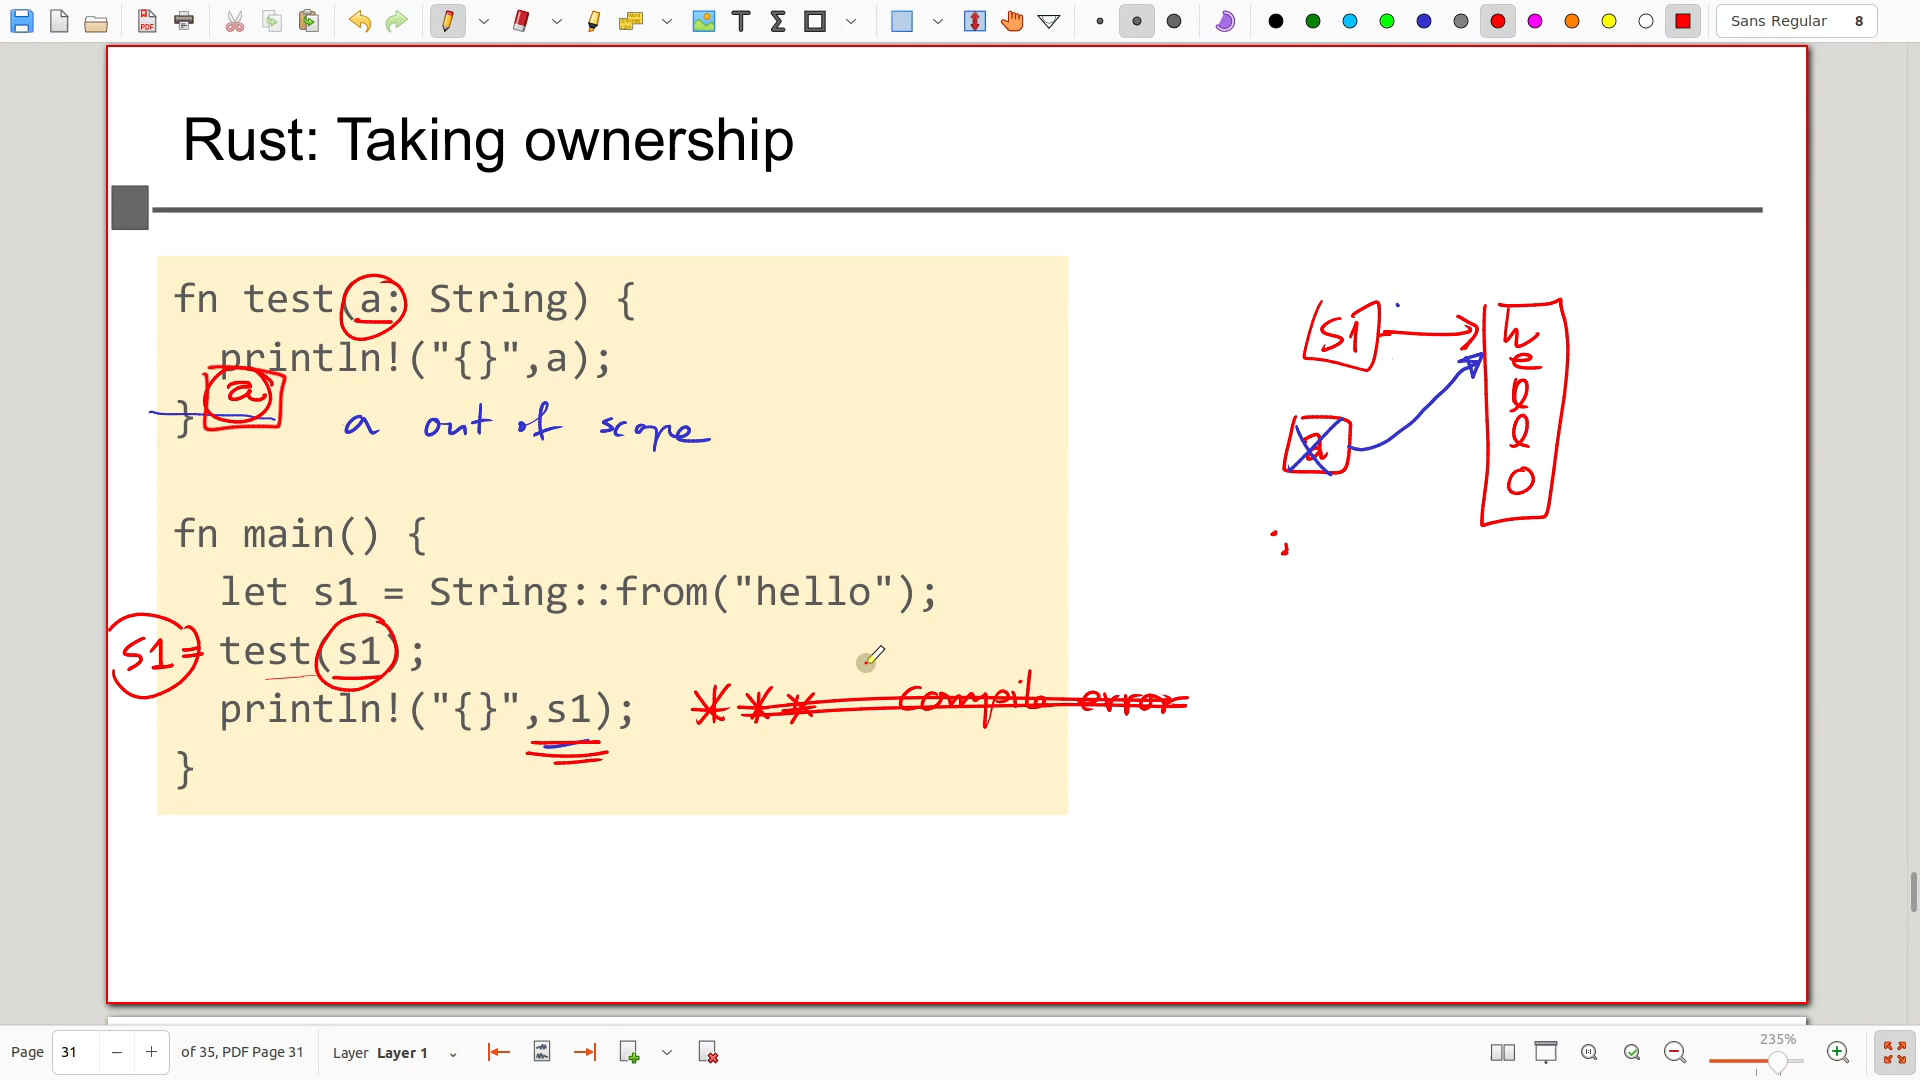 Sans Regular 8
Rust: Taking ownership
fn test(a: String) {
println!("{}",a);
a
} a out of scope
fn main() {
let s1 = String::from("hello");
S1= test(s1);
println!("{}",s1); *** compile error
}
S1
a
h
e
l
l
o
Page 31 − + of 35, PDF Page 31 Layer Layer 1 235%